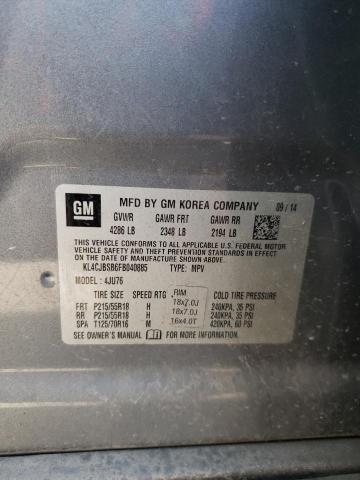 GM
MFD BY GM KOREA COMPANY 09/14
GVWR GAWR FRT GAWR RR
4286 LB 2348 LB 2194 LB
THIS VEHICLE CONFORMS TO ALL APPLICABLE U.S. FEDERAL MOTOR
VEHICLE SAFETY AND THEFT PREVENTION STANDARDS IN EFFECT
ON THE DATE OF MANUFACTURE SHOWN ABOVE.
KL4CJBSB6FB040885 TYPE: MPV
MODEL : 4JU76
TIRE SIZE SPEED RTG RIM COLD TIRE PRESSURE
FRT P215/55R18 H 18x7.0J 240KPA, 35 PSI
RR P215/55R18 H 18x7.0J 240KPA, 35 PSI
SPA T125/70R16 M 16x4.0T 420KPA, 60 PSI
SEE OWNER'S MANUAL FOR MORE INFORMATION.